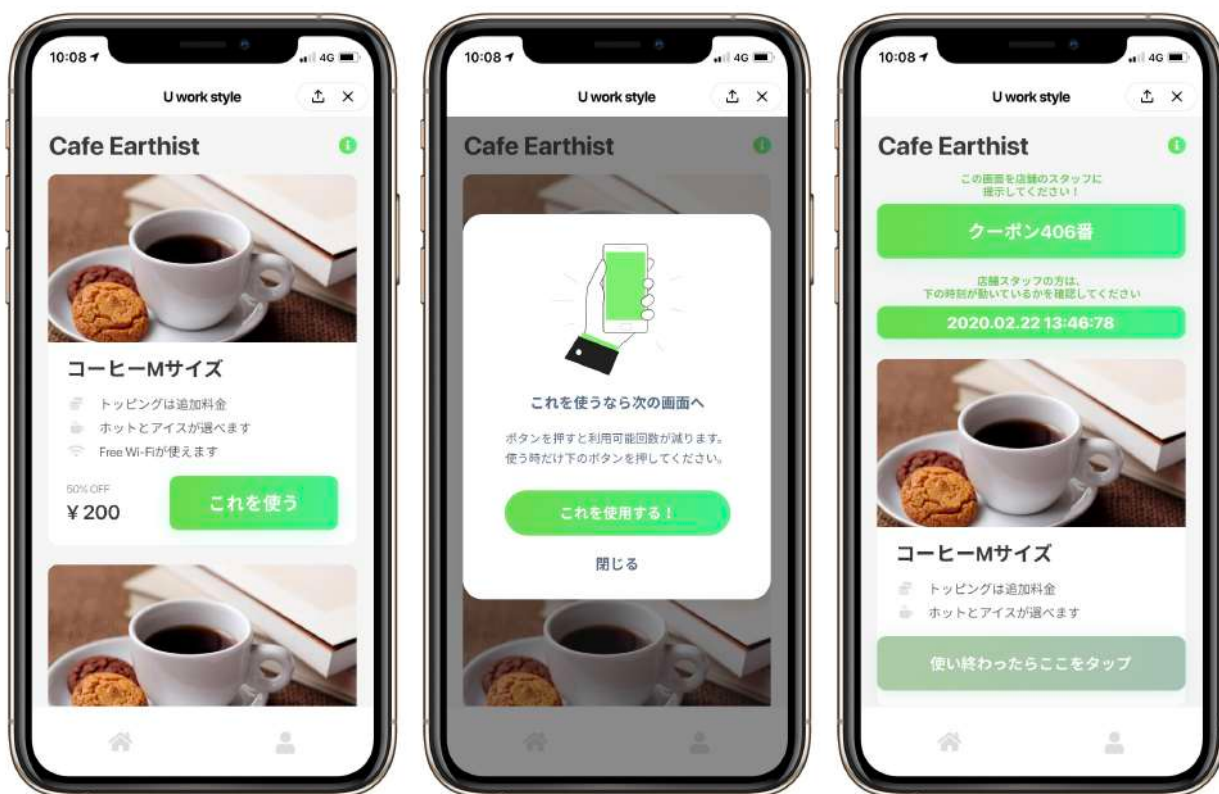 10:08
4G
U work style
Cafe Earthist
コーヒーMサイズ
トッピングは追加料金
ホットとアイスが選べます
Free Wi-Fiが使えます
50% OFF
¥ 200
これを使う
10:08
4G
U work style
Cafe Earthist
これを使うなら次の画面へ
ボタンを押すと利用可能回数が減ります。
使う時だけ下のボタンを押してください。
これを使用する！
閉じる
10:08
4G
U work style
Cafe Earthist
この画面を店舗のスタッフに
提示してください！
クーポン406番
店舗スタッフの方は、
下の時刻が動いているかを確認してください
2020.02.22 13:46:78
コーヒーMサイズ
トッピングは追加料金
ホットとアイスが選べます
使い終わったらここをタップ